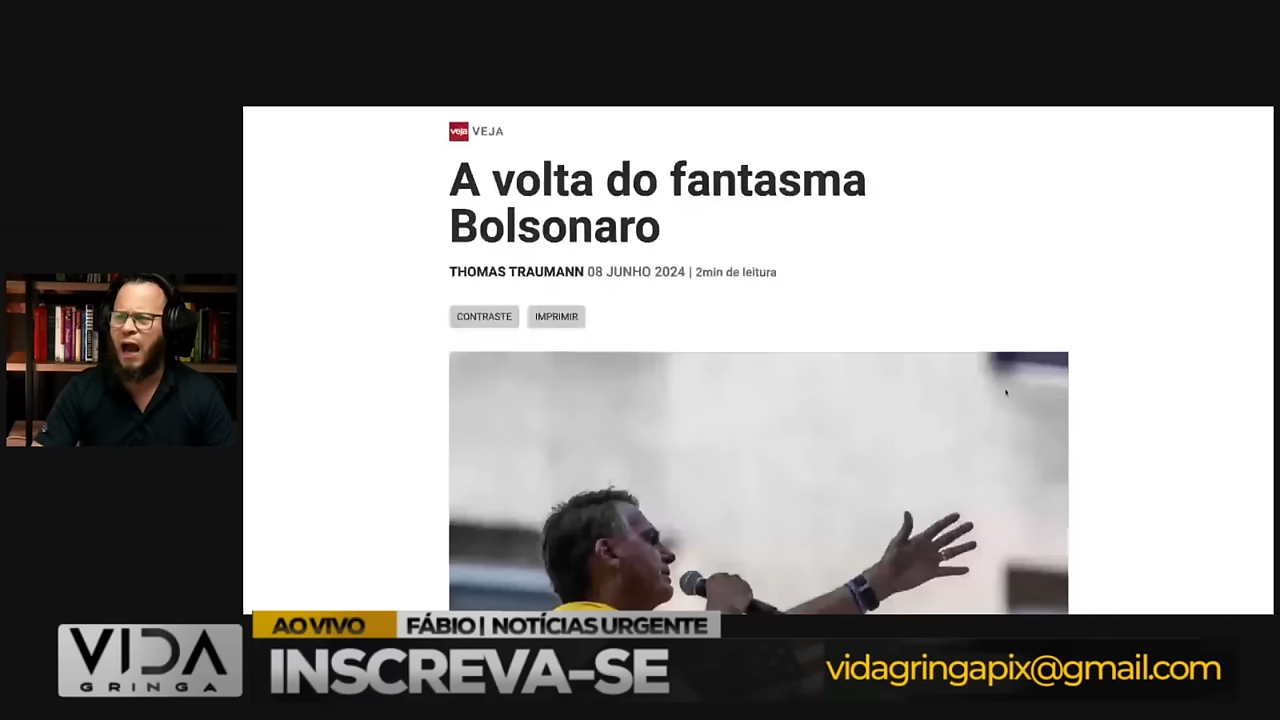 veja VEJA
A volta do fantasma
Bolsonaro
THOMAS TRAUMANN 08 JUNHO 2024 | 2min de leitura
CONTRASTE IMPRIMIR
AO VIVO FÁBIO | NOTÍCIAS URGENTE
VIDA
GRINGA
INSCREVA-SE
vidagringapix@gmail.com